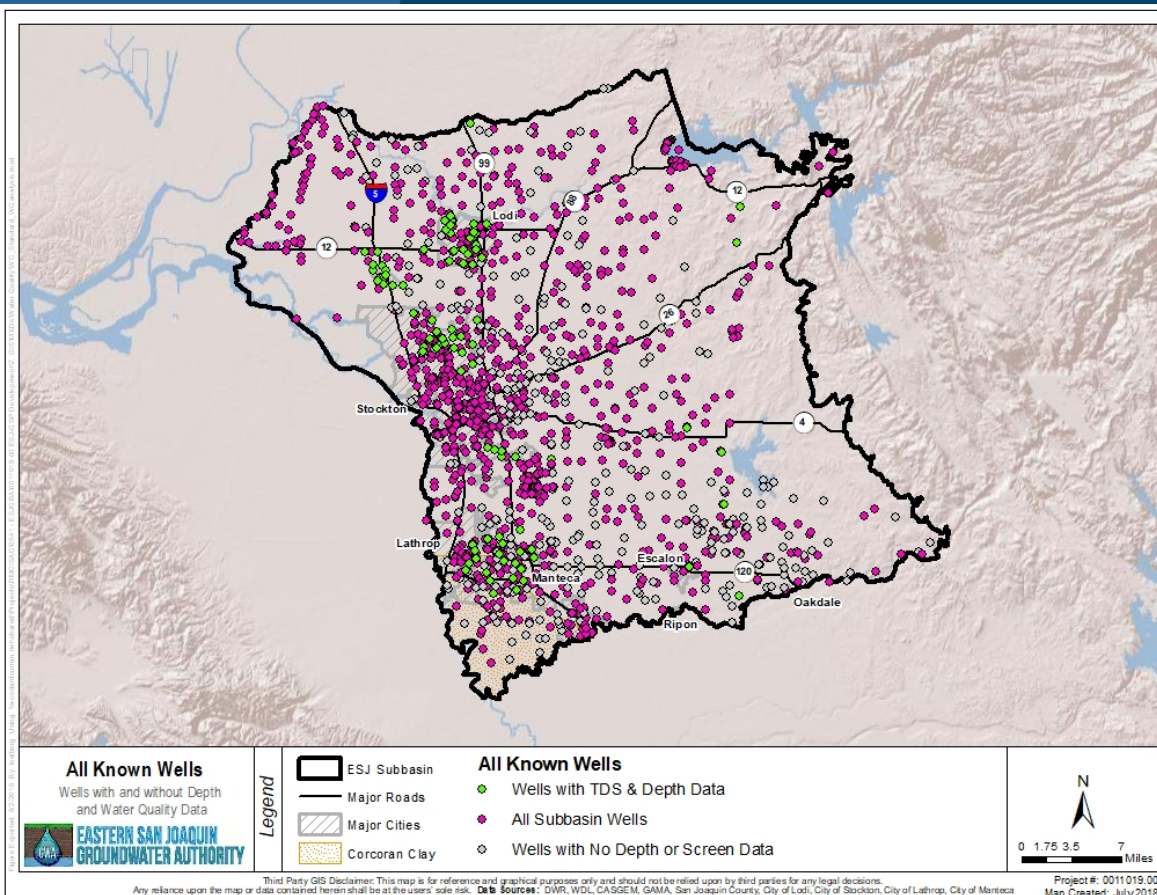 99
5
88
12
Lodi
12
26
Stockton
4
Lathrop
Escalon
120
Manteca
Oakdale
Ripon
All Known Wells
Wells with and without Depth
and Water Quality Data
GWA
EASTERN SAN JOAQUIN
GROUNDWATER AUTHORITY
Legend
ESJ Subbasin
Major Roads
Major Cities
Corcoran Clay
All Known Wells
Wells with TDS & Depth Data
All Subbasin Wells
Wells with No Depth or Screen Data
N
0 1.75 3.5 7
Miles
Third Party GIS Disclaimer: This map is for reference and graphical purposes only and should not be relied upon by third parties for any legal decisions.
Any reliance upon the map or data contained herein shall be at the users' sole risk. Data Sources: DWR, WDL, CASGEM, GAMA, San Joaquin County, City of Lodi, City of Stockton, City of Lathrop, City of Manteca
Project #: 0011019.00
Map Created: July 2018